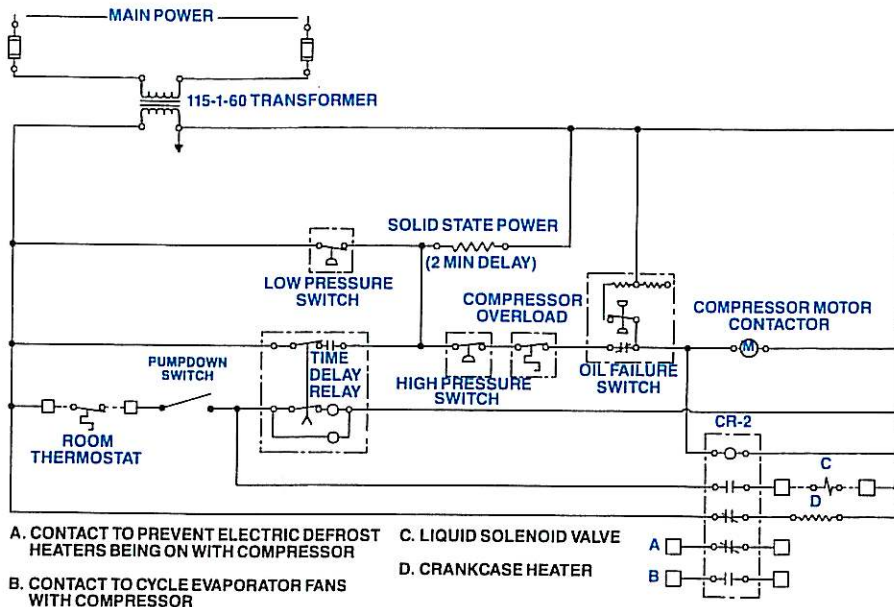 MAIN POWER
115-1-60 TRANSFORMER
SOLID STATE POWER
(2 MIN DELAY)
LOW PRESSURE
SWITCH
COMPRESSOR
OVERLOAD
COMPRESSOR MOTOR
CONTACTOR
M
PUMPDOWN
SWITCH
TIME
DELAY
RELAY
HIGH PRESSURE
SWITCH
OIL FAILURE
SWITCH
ROOM
THERMOSTAT
CR-2
C
D
A
B
A. CONTACT TO PREVENT ELECTRIC DEFROST
HEATERS BEING ON WITH COMPRESSOR
B. CONTACT TO CYCLE EVAPORATOR FANS
WITH COMPRESSOR
C. LIQUID SOLENOID VALVE
D. CRANKCASE HEATER